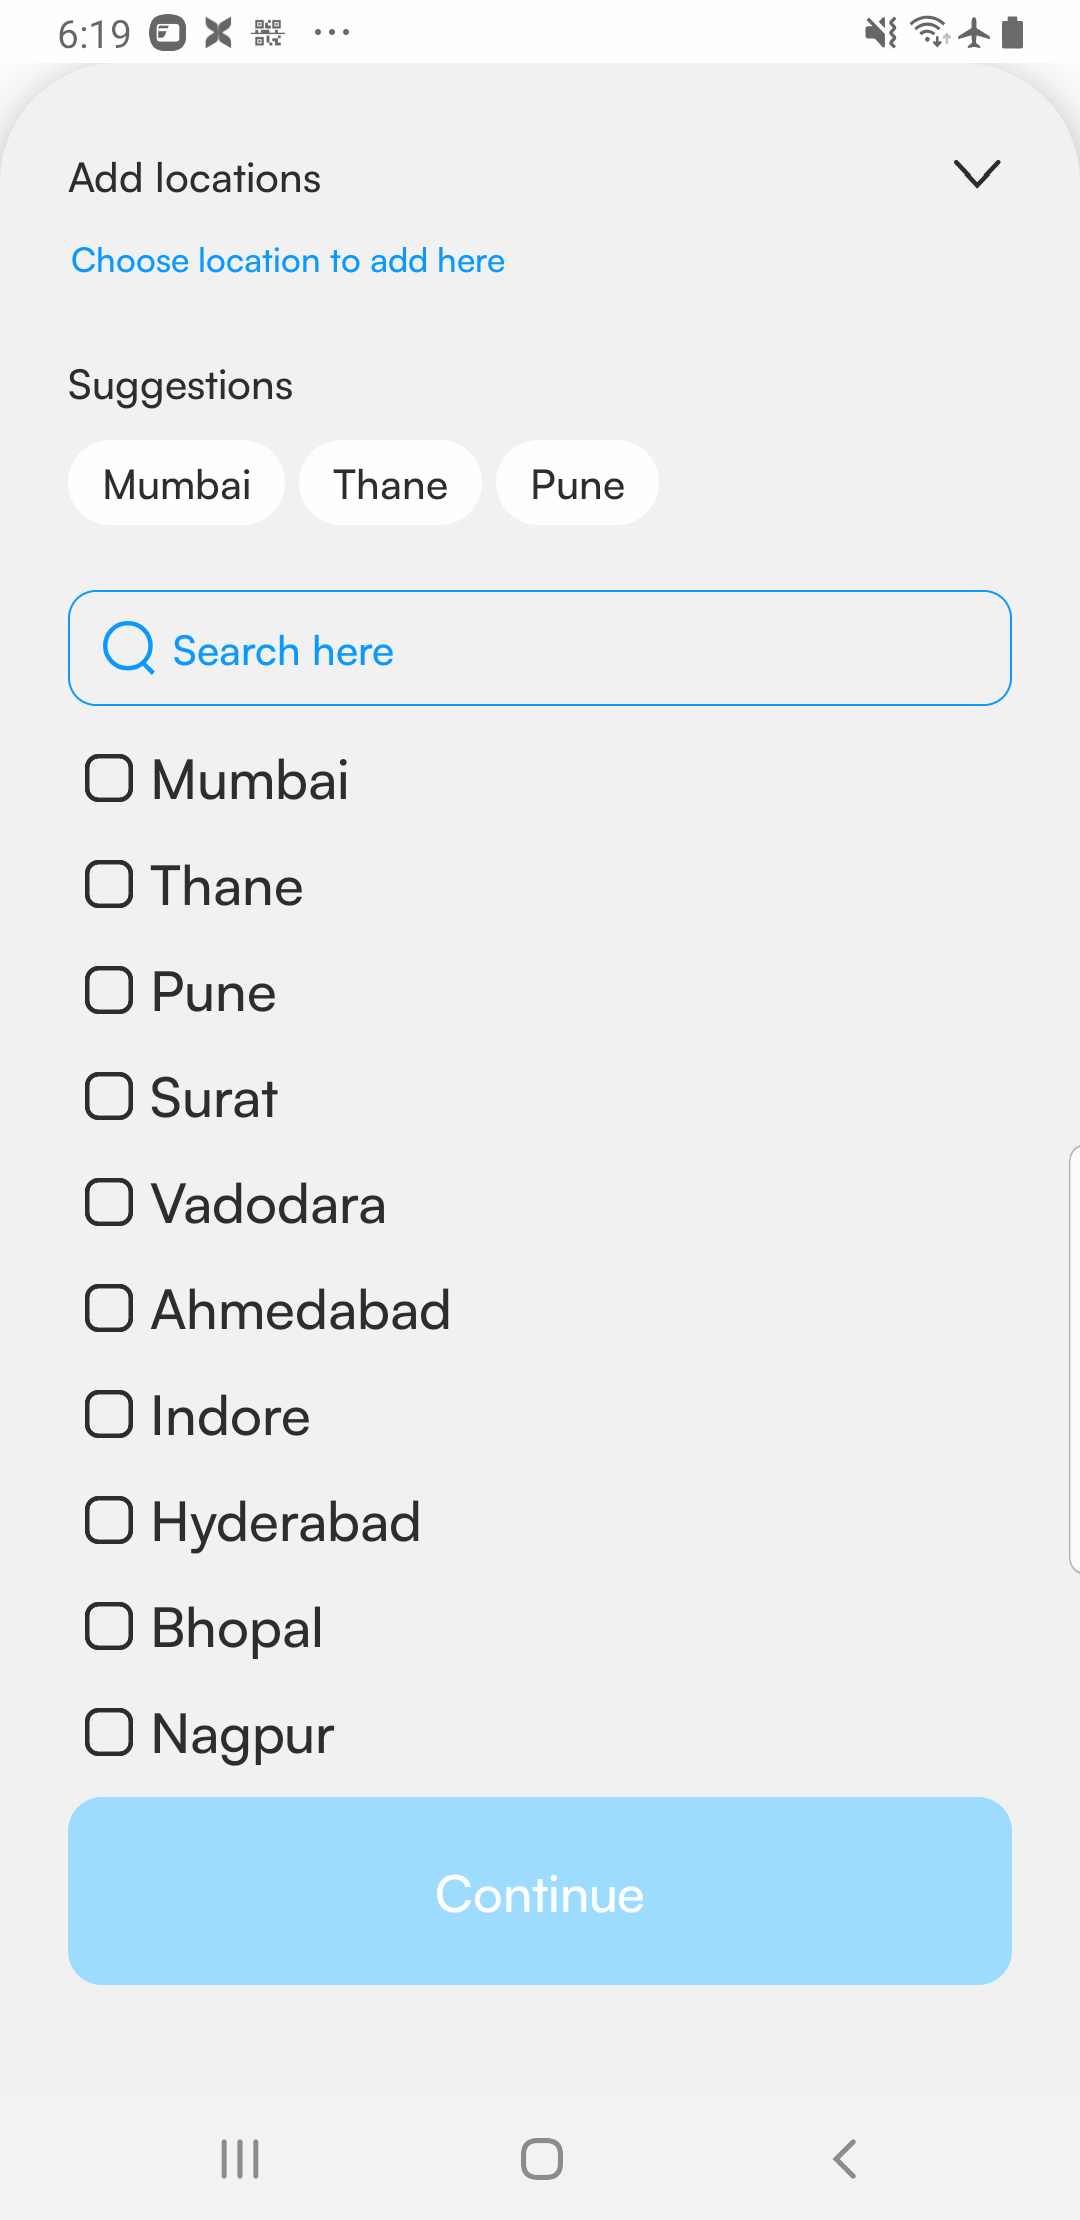 6:19
Add locations
Choose location to add here
Suggestions
Mumbai Thane Pune
Search here
Mumbai
Thane
Pune
Surat
Vadodara
Ahmedabad
Indore
Hyderabad
Bhopal
Nagpur
Continue